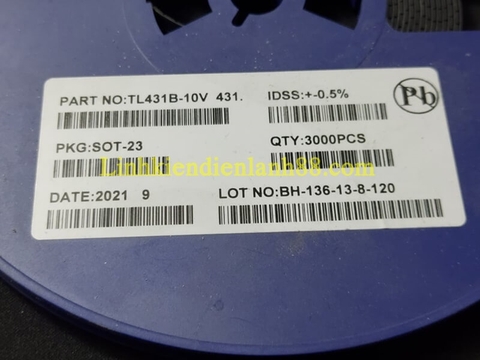 PART NO:TL431B-10V 431.
IDSS:+-0.5%
Pb
PKG:SOT-23
QTY:3000PCS
Linhkiendienlanh88.com
DATE:2021 9
LOT NO:BH-136-13-8-120